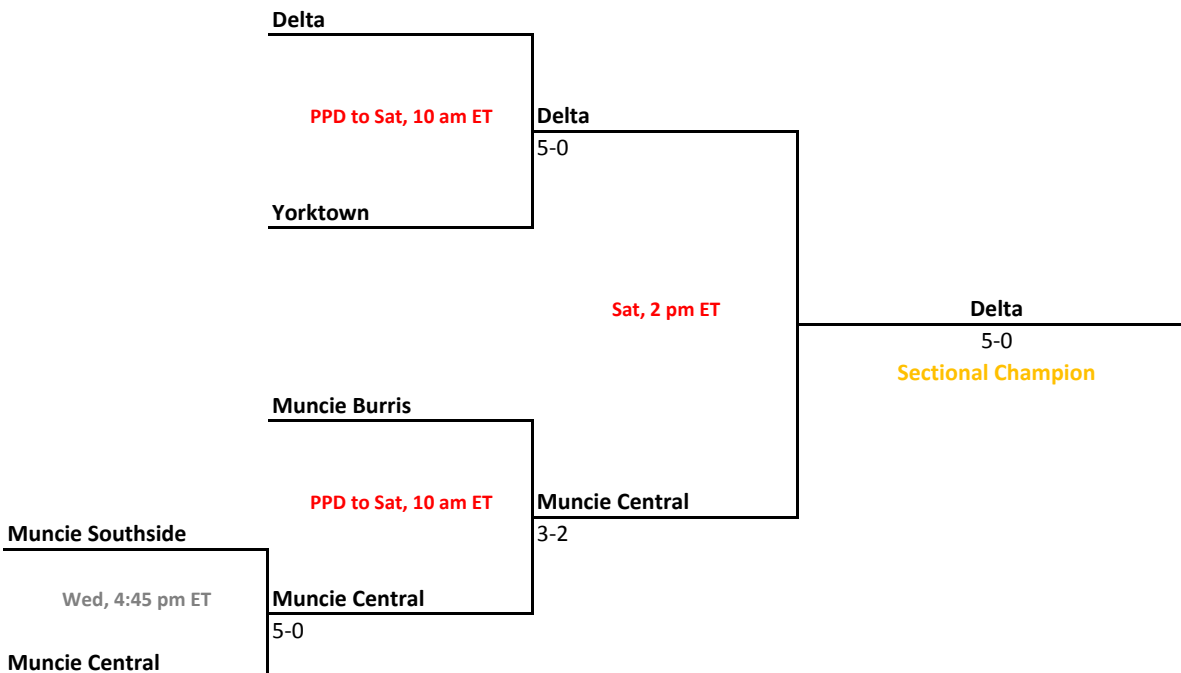 Delta
PPD to Sat, 10 am ET
Delta
5-0
Yorktown
Sat, 2 pm ET
Delta
5-0
Sectional Champion
Muncie Burris
PPD to Sat, 10 am ET
Muncie Central
3-2
Muncie Southside
Wed, 4:45 pm ET
Muncie Central
5-0
Muncie Central